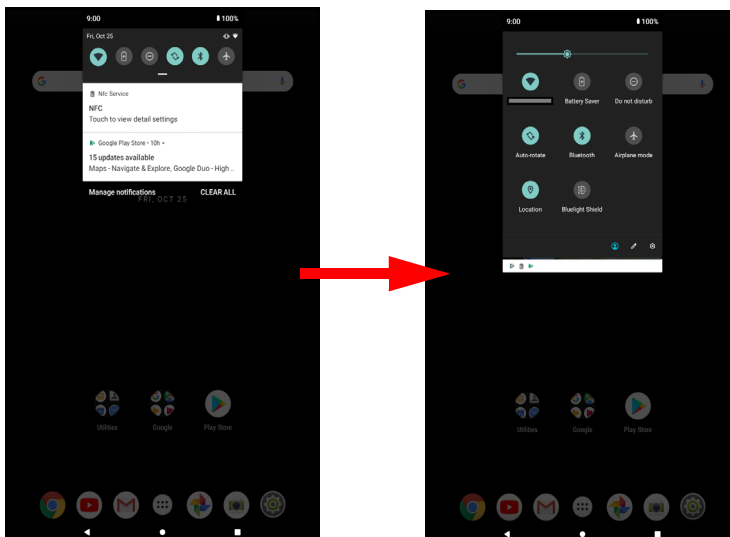 9:00 100%
Fri, Oct 25
Nfc Service
NFC
Touch to view detail settings
Google Play Store • 10h
15 updates available
Maps - Navigate & Explore, Google Duo - High ..
Manage notifications CLEAR ALL
FRI, OCT 25
Utilities Google Play Store
9:00 100%
Battery Saver Do not disturb
Auto-rotate Bluetooth Airplane mode
Location Bluelight Shield
Utilities Google Play Store